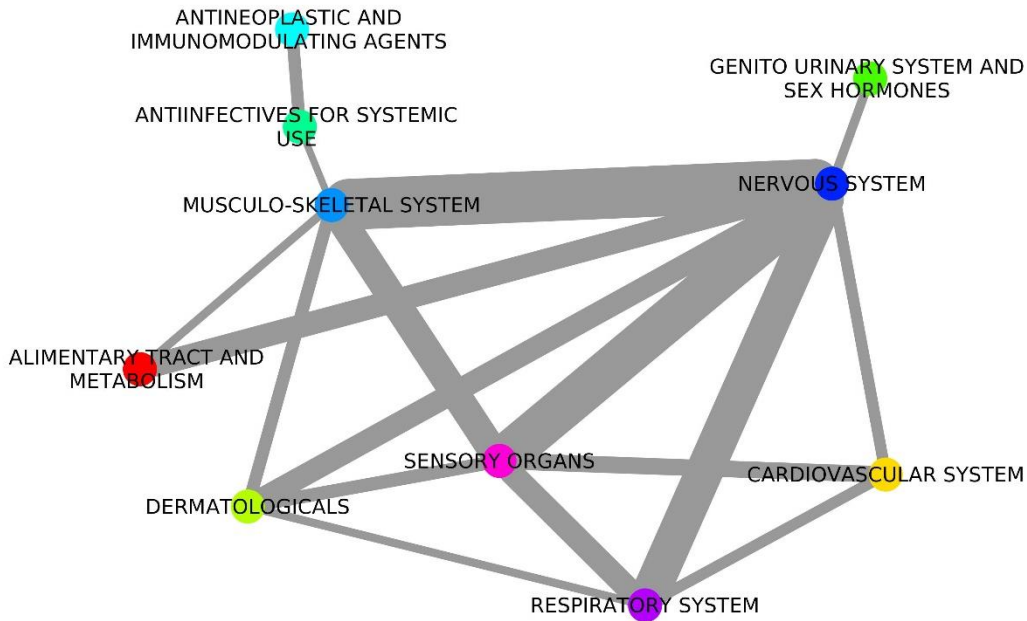 ANTINEOPLASTIC AND
IMMUNOMODULATING AGENTS
GENITO URINARY SYSTEM AND
SEX HORMONES
ANTIINFECTIVES FOR SYSTEMIC
USE
NERVOUS SYSTEM
MUSCULO-SKELETAL SYSTEM
ALIMENTARY TRACT AND
METABOLISM
SENSORY ORGANS
CARDIOVASCULAR SYSTEM
DERMATOLOGICALS
RESPIRATORY SYSTEM